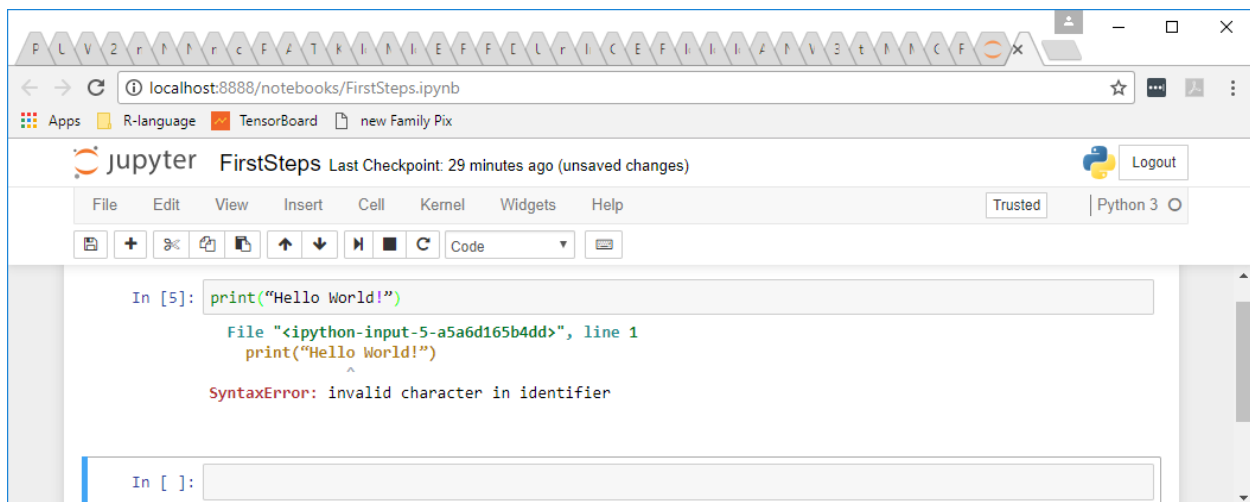 localhost:8888/notebooks/FirstSteps.ipynb
Apps R-language TensorBoard new Family Pix
jupyter FirstSteps Last Checkpoint: 29 minutes ago (unsaved changes) Logout
File Edit View Insert Cell Kernel Widgets Help Trusted Python 3
Code
In [5]: print(“Hello World!”)
File "<ipython-input-5-a5a6d165b4dd>", line 1
print(“Hello World!”)
^
SyntaxError: invalid character in identifier
In [ ]: